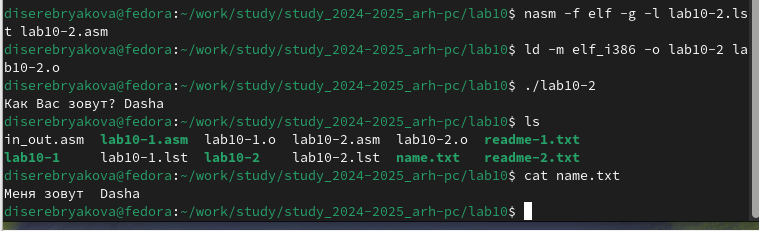 diserebryakova@fedora:~/work/study/study_2024-2025_arh-pc/lab10$ nasm -f elf -g -l lab10-2.ls
t lab10-2.asm
diserebryakova@fedora:~/work/study/study_2024-2025_arh-pc/lab10$ ld -m elf_i386 -o lab10-2 la
b10-2.o
diserebryakova@fedora:~/work/study/study_2024-2025_arh-pc/lab10$ ./lab10-2
Как Вас зовут? Dasha
diserebryakova@fedora:~/work/study/study_2024-2025_arh-pc/lab10$ ls
in_out.asm  lab10-1.asm  lab10-1.o  lab10-2.asm  lab10-2.o  readme-1.txt
lab10-1  lab10-1.lst  lab10-2  lab10-2.lst  name.txt  readme-2.txt
diserebryakova@fedora:~/work/study/study_2024-2025_arh-pc/lab10$ cat name.txt
Меня зовут  Dasha
diserebryakova@fedora:~/work/study/study_2024-2025_arh-pc/lab10$